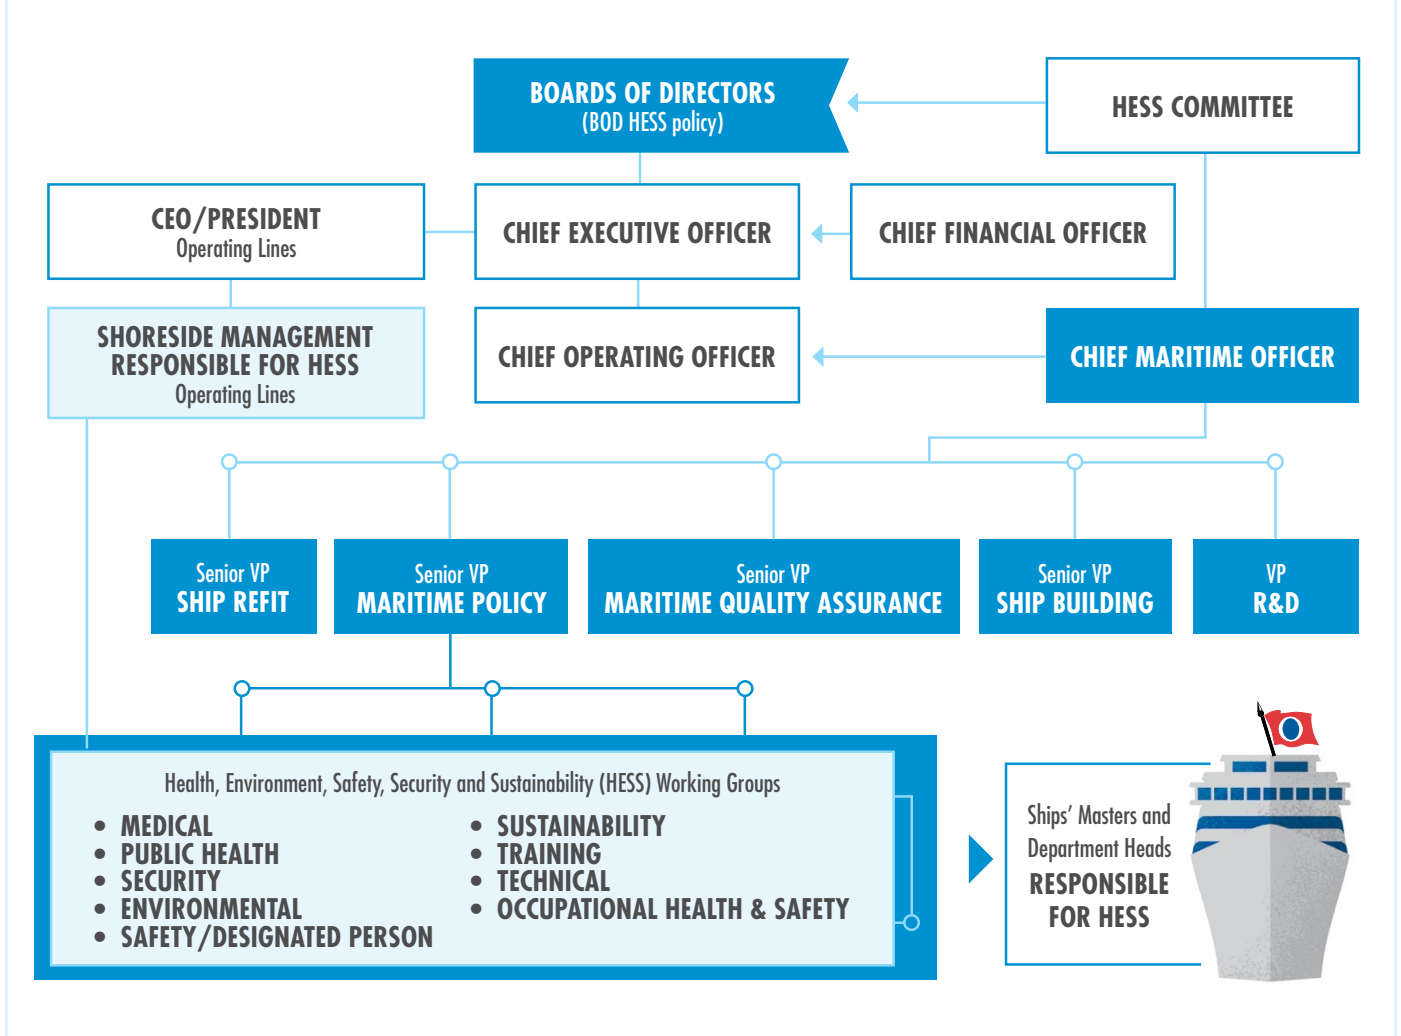 BOARDS OF DIRECTORS
(BOD HESS policy)
HESS COMMITTEE
CEO/PRESIDENT
Operating Lines
CHIEF EXECUTIVE OFFICER
CHIEF FINANCIAL OFFICER
SHORESIDE MANAGEMENT
RESPONSIBLE FOR HESS
Operating Lines
CHIEF OPERATING OFFICER
CHIEF MARITIME OFFICER
Senior VP
SHIP REFIT
Senior VP
MARITIME POLICY
Senior VP
MARITIME QUALITY ASSURANCE
Senior VP
SHIP BUILDING
VP
R&D
Health, Environment, Safety, Security and Sustainability (HESS) Working Groups
• MEDICAL
• PUBLIC HEALTH
• SECURITY
• ENVIRONMENTAL
• SAFETY/DESIGNATED PERSON
• SUSTAINABILITY
• TRAINING
• TECHNICAL
• OCCUPATIONAL HEALTH & SAFETY
Ships’ Masters and
Department Heads
RESPONSIBLE
FOR HESS